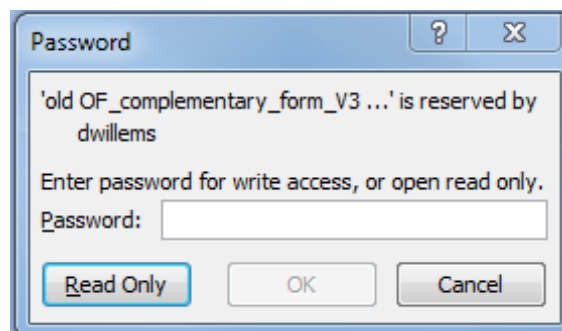 Password
'old OF_complementary_form_V3 ...' is reserved by
dwillems
Enter password for write access, or open read only.
Password:
Read Only OK Cancel